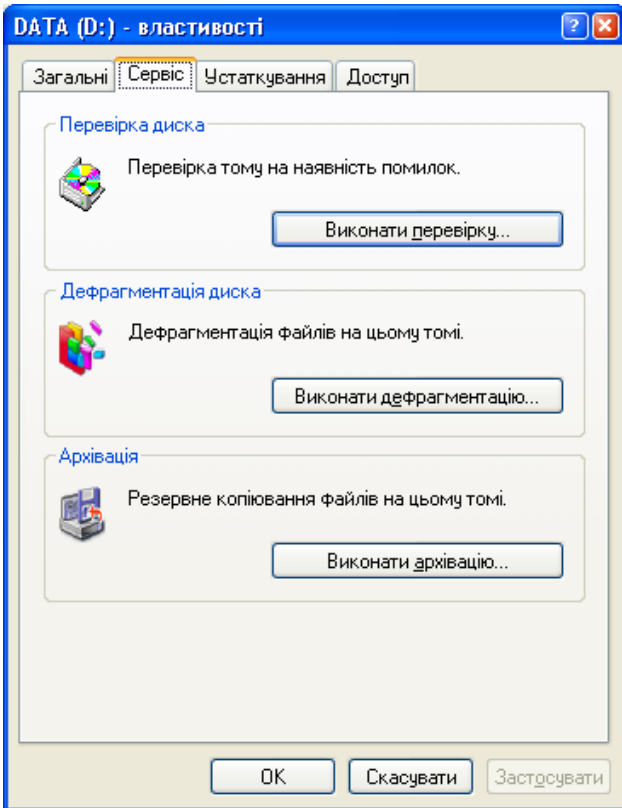 DATA (D:) - властивості
Загальні Сервіс Устаткування Доступ
Перевірка диска
Перевірка тому на наявність помилок.
Виконати перевірку...
Дефрагментація диска
Дефрагментація файлів на цьому томі.
Виконати дефрагментацію...
Архівація
Резервне копіювання файлів на цьому томі.
Виконати архівацію...
OK Скасувати Застосувати